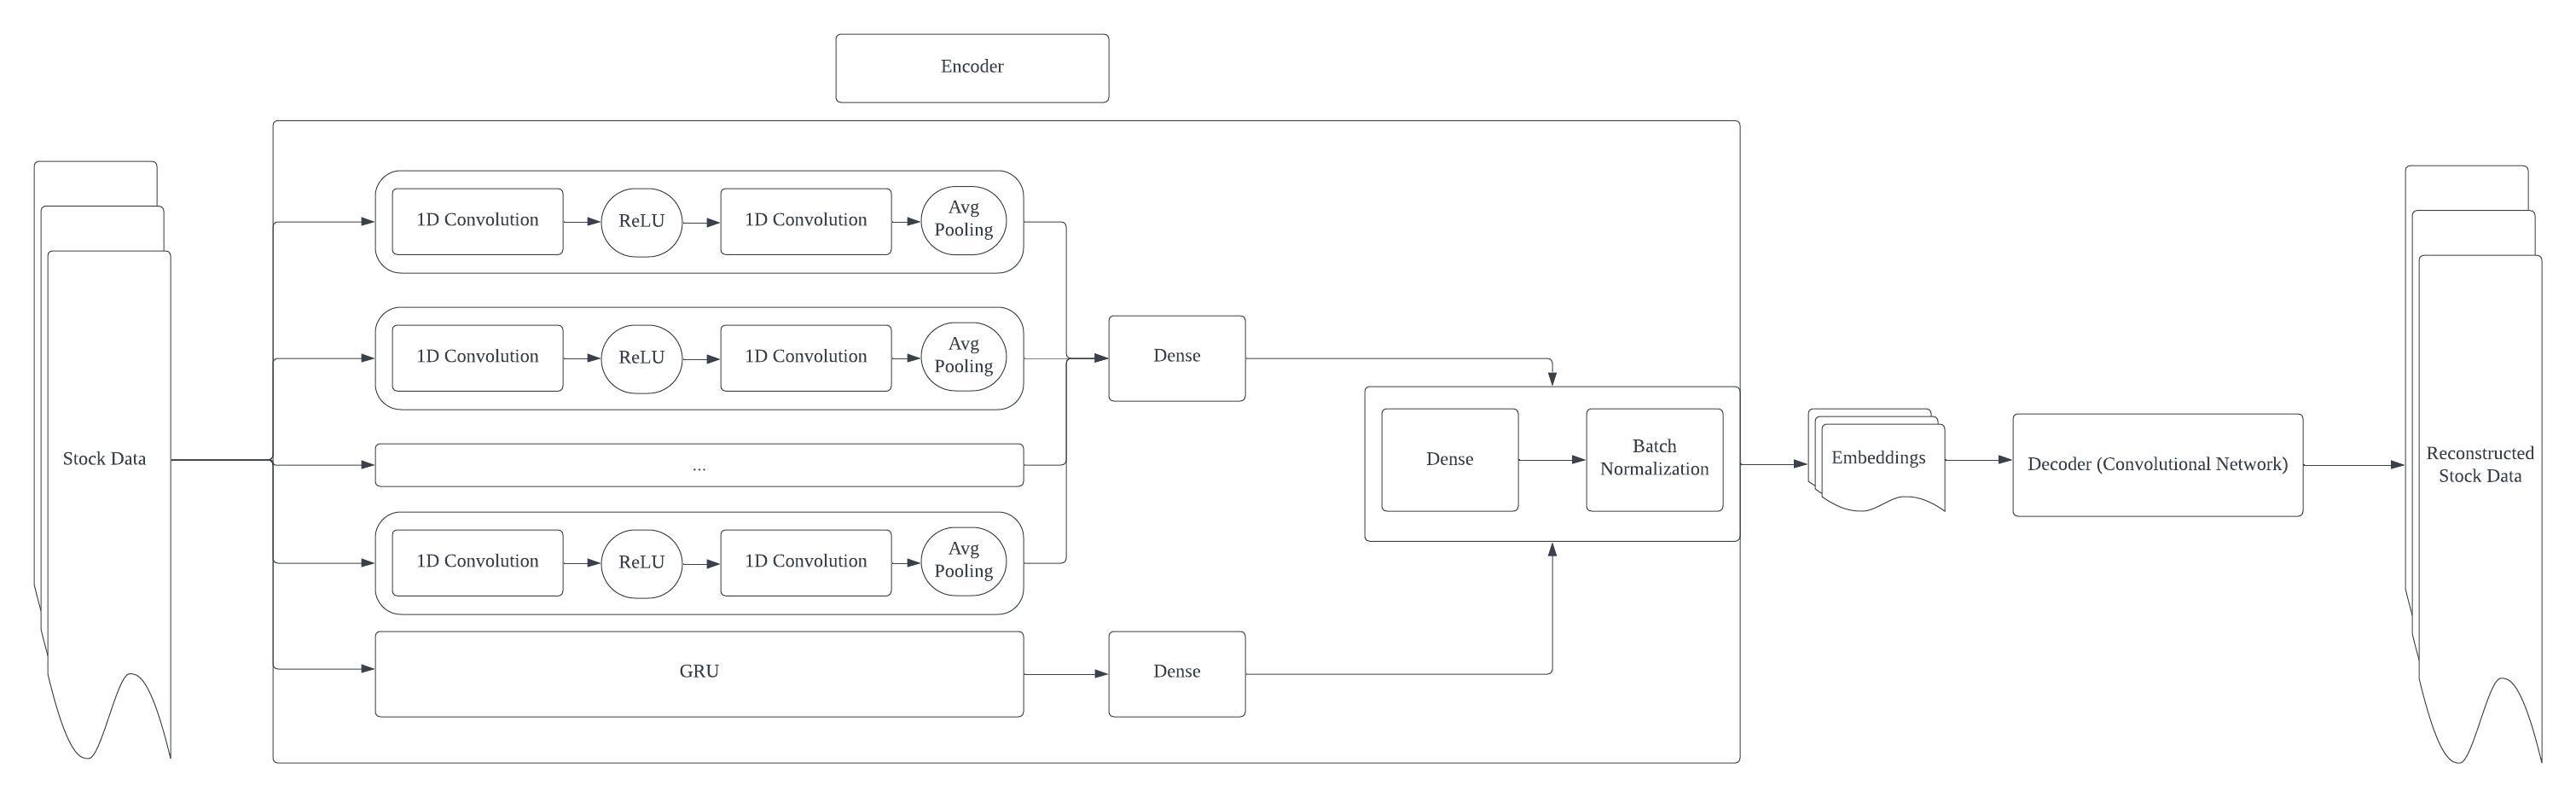 Encoder
Stock Data
1D Convolution
ReLU
1D Convolution
Avg
Pooling
1D Convolution
ReLU
1D Convolution
Avg
Pooling
...
1D Convolution
ReLU
1D Convolution
Avg
Pooling
GRU
Dense
Dense
Dense
Batch
Normalization
Embeddings
Decoder (Convolutional Network)
Reconstructed
Stock Data